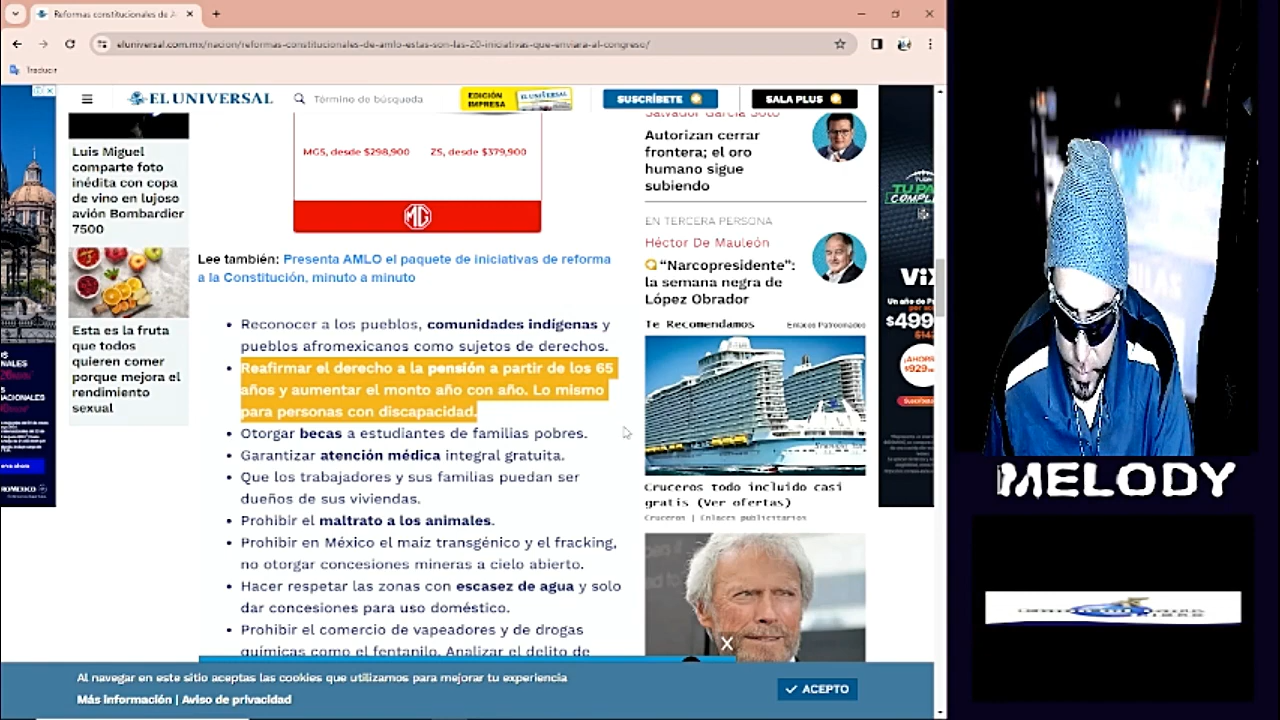 Reformas constitucionales de A
eluniversal.com.mx/nacion/reformas-constitucionales-de-amlo-estas-son-las-20-iniciativas-que-enviara-al-congreso/
Traducir
EL UNIVERSAL
Término de búsqueda
EDICIÓN
IMPRESA
SUSCRÍBETE
SALA PLUS
Luis Miguel
comparte foto
inédita con copa
de vino en lujoso
avión Bombardier
7500
Esta es la fruta
que todos
quieren comer
porque mejora el
rendimiento
sexual
MG5, desde $298,900 ZS, desde $379,900
MG
Lee también: Presenta AMLO el paquete de iniciativas de reforma
a la Constitución, minuto a minuto
• Reconocer a los pueblos, comunidades indígenas y
pueblos afromexicanos como sujetos de derechos.
• Reafirmar el derecho a la pensión a partir de los 65
años y aumentar el monto año con año. Lo mismo
para personas con discapacidad.
• Otorgar becas a estudiantes de familias pobres.
Garantizar atención médica integral gratuita.
• Que los trabajadores y sus familias puedan ser
dueños de sus viviendas.
• Prohibir el maltrato a los animales.
• Prohibir en México el maíz transgénico y el fracking,
no otorgar concesiones mineras a cielo abierto.
• Hacer respetar las zonas con escasez de agua y solo
dar concesiones para uso doméstico.
• Prohibir el comercio de vapeadores y de drogas
químicas como el fentanilo. Analizar el delito de
Salvador García Soto
Autorizan cerrar
frontera; el oro
humano sigue
subiendo
EN TERCERA PERSONA
Héctor De Mauleón
“Narcopresidente”:
la semana negra de
López Obrador
Te Recomendamos
Enlaces Patrocinados
Cruceros todo incluido casi
gratis (Ver ofertas)
Cruceros | Enlaces publicitarios
TU PA
COMPLE
ViX
Un año de P
$499
¡AHOR
$929
Al navegar en este sitio aceptas las cookies que utilizamos para mejorar tu experiencia
Más información | Aviso de privacidad
ACEPTO
MELODY